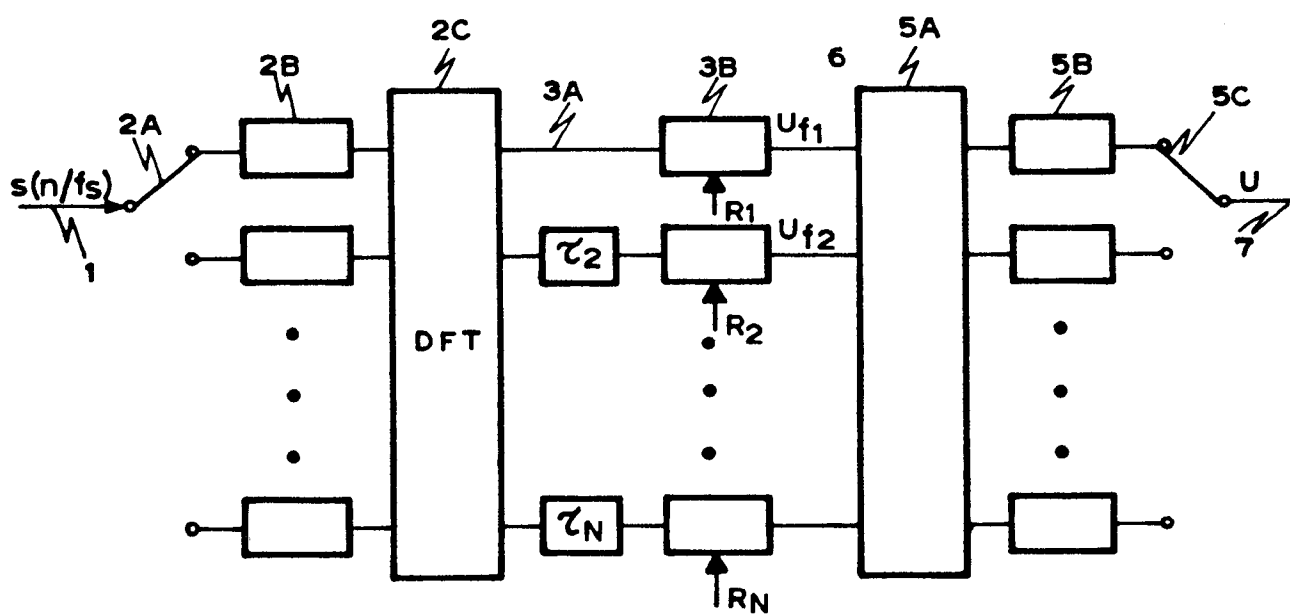 2C
5A
6
2B
3B
5B
3A
5C
2A
Uf1
s(n/fs)
U
R1
1
τ2
Uf2
7
R2
DFT
τN
RN